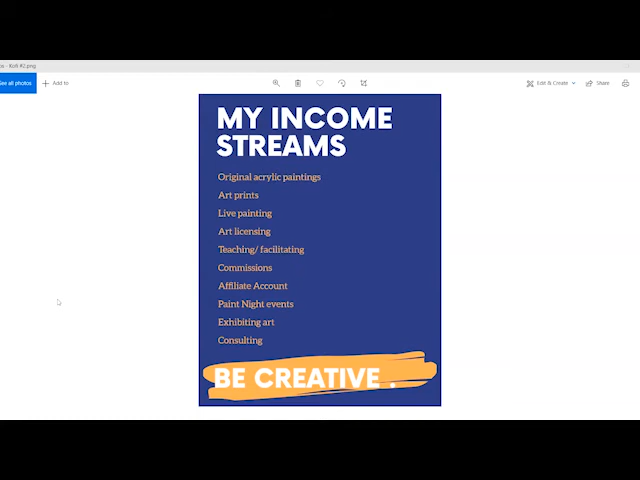 os - Kofi #2.png
See all photos
Add to
Edit & Create
Share
MY INCOME
STREAMS
Original acrylic paintings
Art prints
Live painting
Art licensing
Teaching/ facilitating
Commissions
Affiliate Account
Paint Night events
Exhibiting art
Consulting
BE CREATIVE .